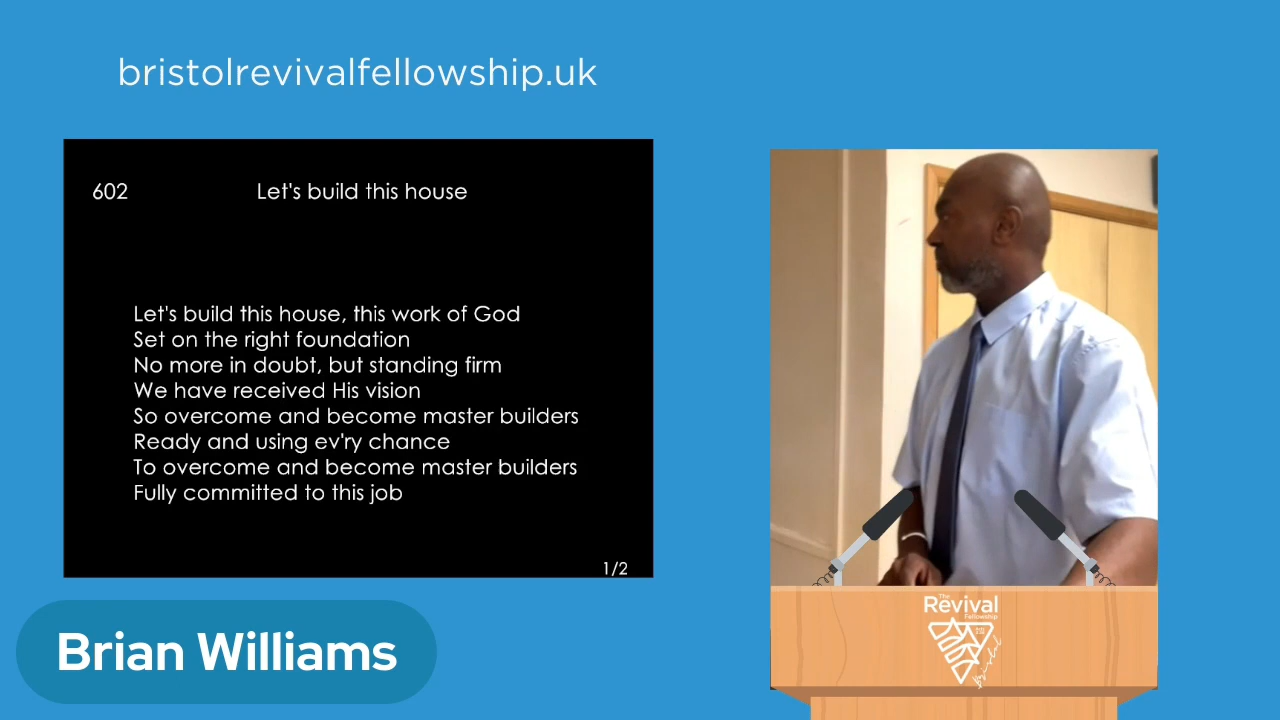 bristolrevivalfellowship.uk
602
Let's build this house
Let's build this house, this work of God
Set on the right foundation
No more in doubt, but standing firm
We have received His vision
So overcome and become master builders
Ready and using ev'ry chance
To overcome and become master builders
Fully committed to this job
1/2
Brian Williams
The
Revival
Fellowship
Bristol